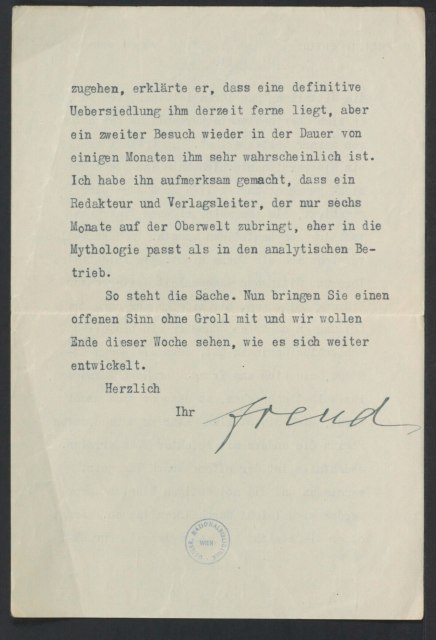 zugehen, erklärte er, dass eine definitive
Uebersiedlung ihm derzeit ferne liegt, aber
ein zweiter Besuch wieder in der Dauer von
einigen Monaten ihm sehr wahrscheinlich ist.
Ich habe ihn aufmerksam gemacht, dass ein
Redakteur und Verlagsleiter, der nur sechs
Monate auf der Oberwelt zubringt, eher in die
Mythologie passt als in den analytischen Be-
trieb.
So steht die Sache. Nun bringen Sie einen
offenen Sinn ohne Groll mit und wir wollen
Ende dieser Woche sehen, wie es sich weiter
entwickelt.
Herzlich
Ihr freud
NATIONALBIBLIOTHEK
WIEN